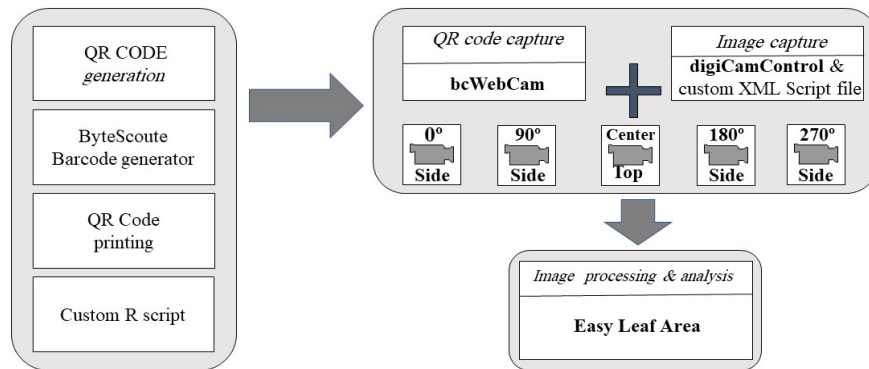 QR CODE
generation
ByteScoute
Barcode generator
QR Code
printing
Custom R script
QR code capture
bcWebCam
Image capture
digiCamControl &
custom XML Script file
0º
Side
90º
Side
Center
Top
180º
Side
270º
Side
Image processing & analysis
Easy Leaf Area